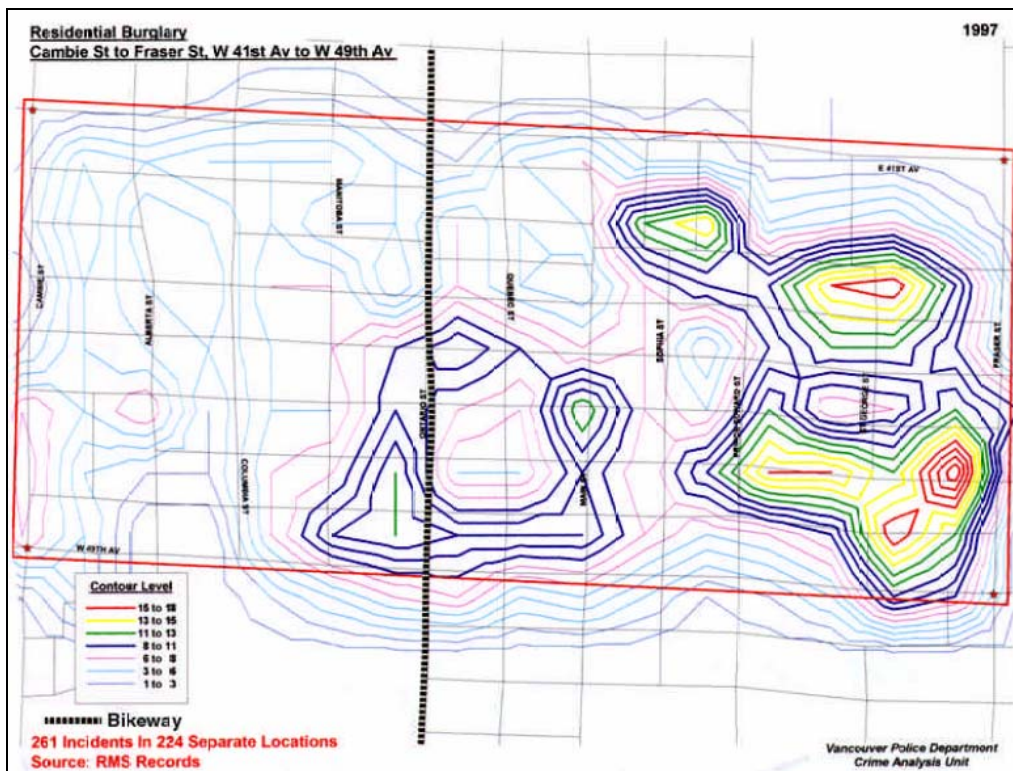 Residential Burglary
Cambie St to Fraser St, W 41st Av to W 49th Av
1997
E 41ST AV
MANITOBA ST
CAMBIE ST
ALBERTA ST
QUEBEC ST
SOPHIA ST
FRASER ST
ONTARIO ST
PRINCE EDWARD ST
ST GEORGE ST
COLUMBIA ST
MAIN ST
W 49TH AV
Contour Level
15 to 18
13 to 15
11 to 13
8 to 11
6 to 8
3 to 6
1 to 3
Bikeway
261 Incidents In 224 Separate Locations
Source: RMS Records
Vancouver Police Department
Crime Analysis Unit